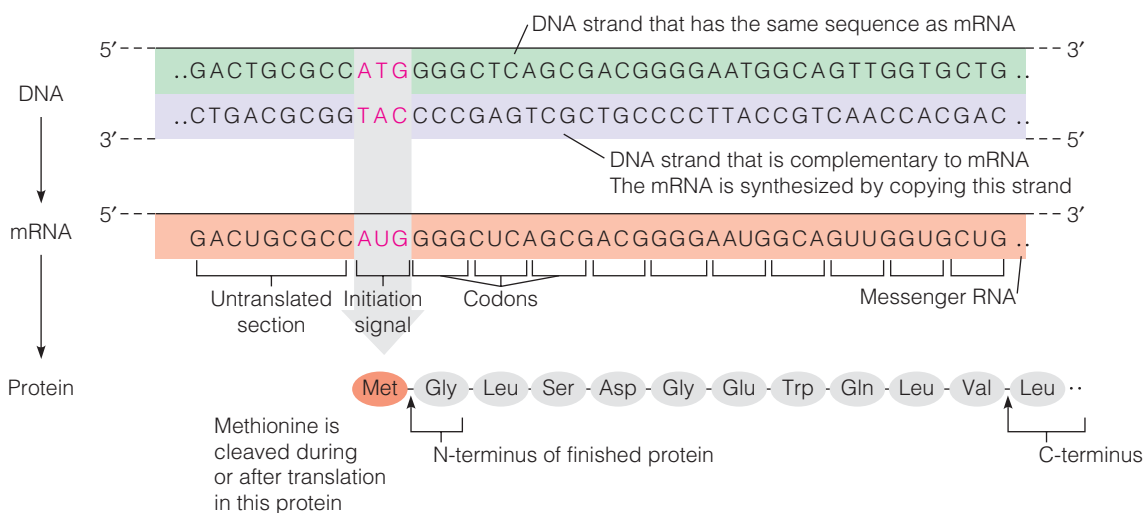 DNA strand that has the same sequence as mRNA
5′ 3′
..GACTGCGCCATGGGGCTCAGCGACGGGGAATGGCAGTTGGTGCTG..
DNA
..CTGACGCGGTACCCCGAGTCGCTGCCCCTTACCGTCAACCACGAC..
3′ 5′
DNA strand that is complementary to mRNA
The mRNA is synthesized by copying this strand
5′ 3′
mRNA
GACUGCGCCAUGGGGCUCAGCGACGGGGAAUGGCAGUUGGUGCUG..
Untranslated
section
Initiation
signal
Codons
Messenger RNA
Protein
Met Gly Leu Ser Asp Gly Glu Trp Gln Leu Val Leu ..
Methionine is
cleaved during
or after translation
in this protein
N-terminus of finished protein
C-terminus